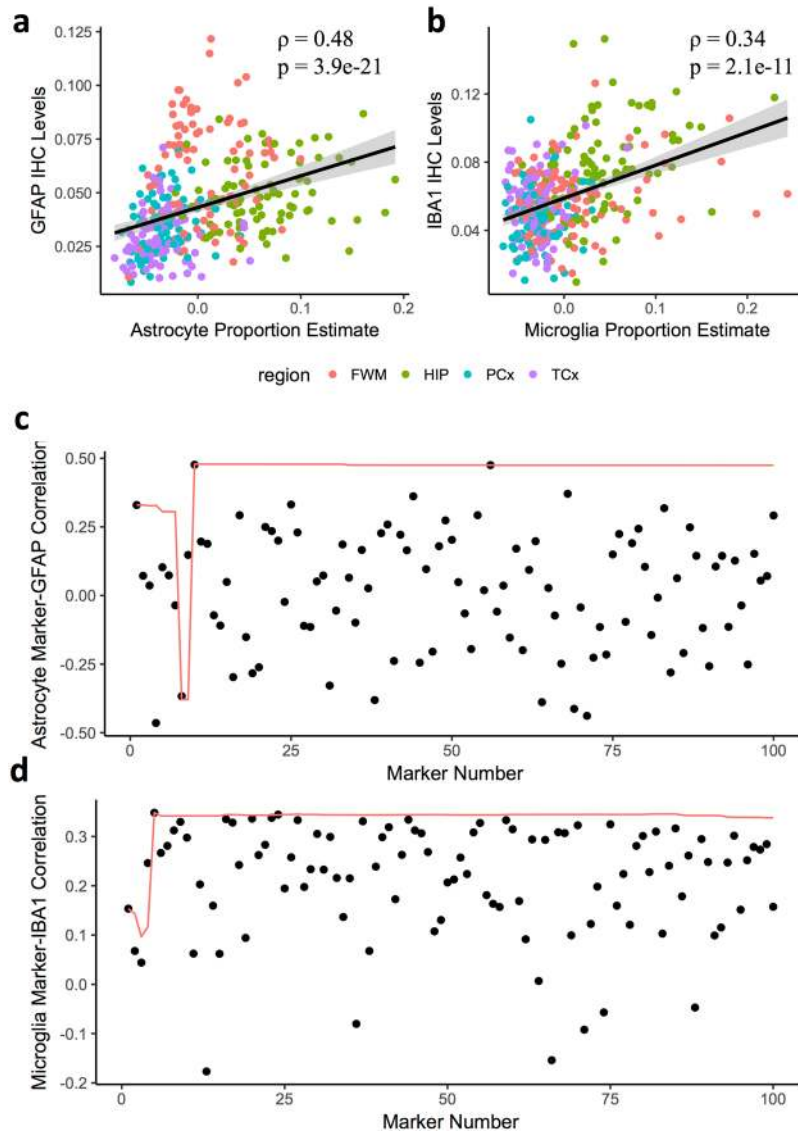 a
ρ = 0.48
p = 3.9e-21
GFAP IHC Levels
0.125
0.100
0.075
0.050
0.025
0.0
0.1
0.2
Astrocyte Proportion Estimate
b
ρ = 0.34
p = 2.1e-11
IBA1 IHC Levels
0.12
0.08
0.04
0.0
0.1
0.2
Microglia Proportion Estimate
region FWM HIP PCx TCx
c
Astrocyte Marker-GFAP Correlation
0.50
0.25
0.00
-0.25
-0.50
0
25
50
75
100
Marker Number
d
Microglia Marker-IBA1 Correlation
0.3
0.2
0.1
0.0
-0.1
-0.2
0
25
50
75
100
Marker Number